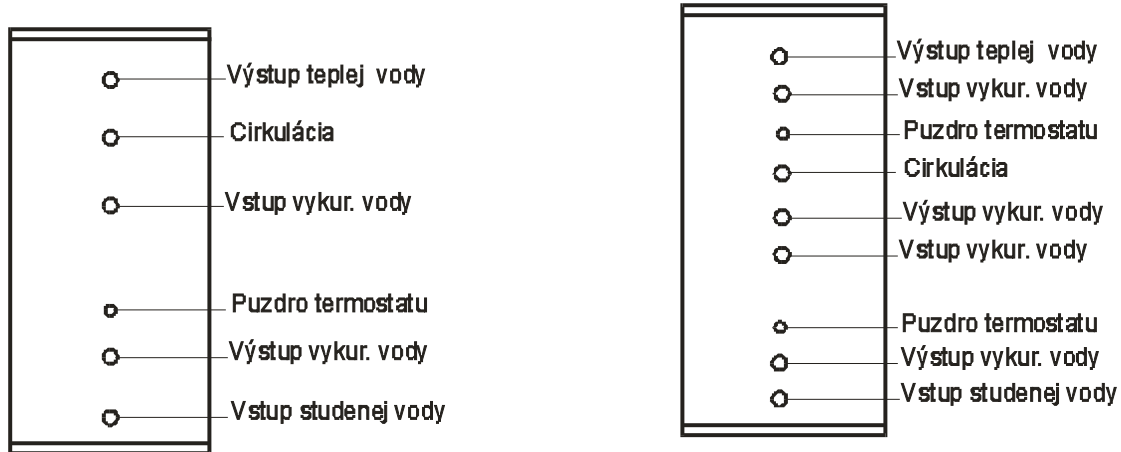 Výstup teplej vody
Cirkulácia
Vstup vykur. vody
Puzdro termostatu
Výstup vykur. vody
Vstup studenej vody
Výstup teplej vody
Vstup vykur. vody
Puzdro termostatu
Cirkulácia
Výstup vykur. vody
Vstup vykur. vody
Puzdro termostatu
Výstup vykur. vody
Vstup studenej vody